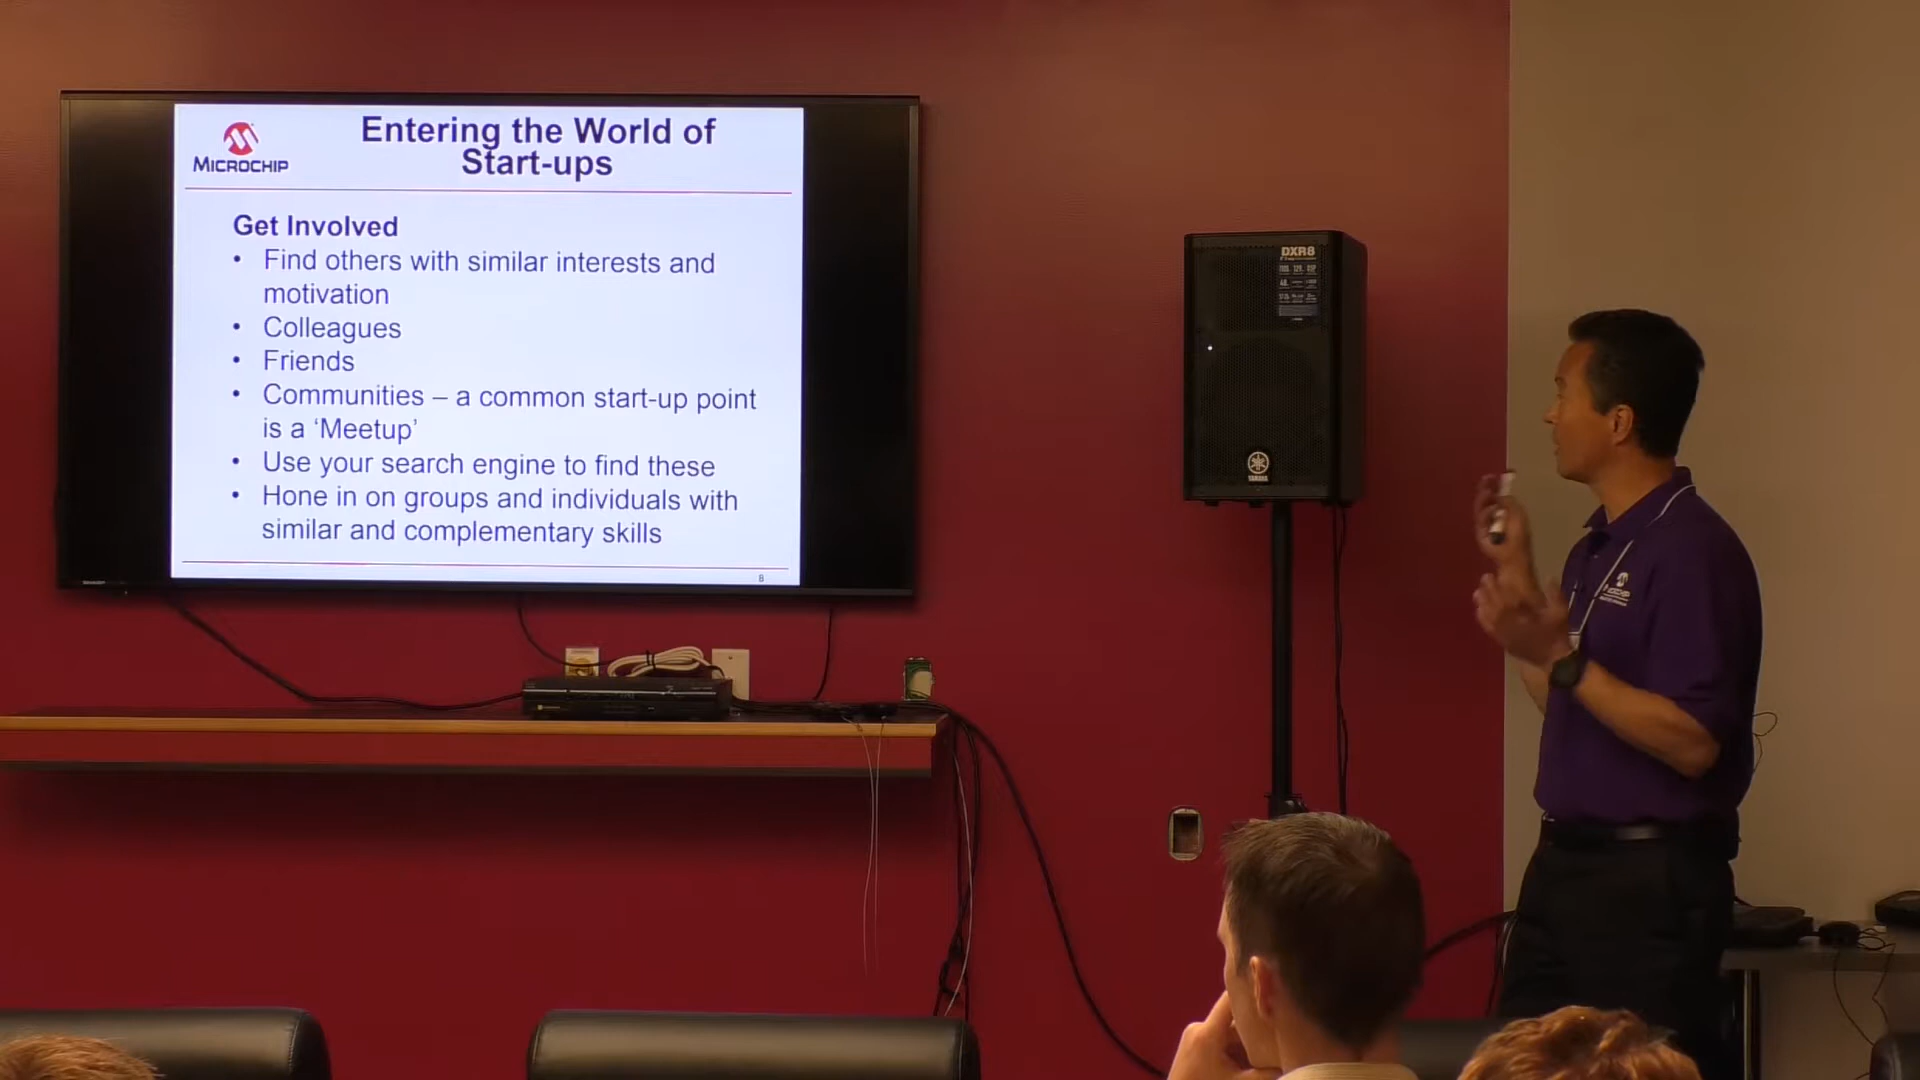 Entering the World of
Start-ups
MICROCHIP
Get Involved
• Find others with similar interests and
motivation
• Colleagues
• Friends
• Communities – a common start-up point
is a ‘Meetup’
• Use your search engine to find these
• Hone in on groups and individuals with
similar and complementary skills
8
DXR8
YAMAHA